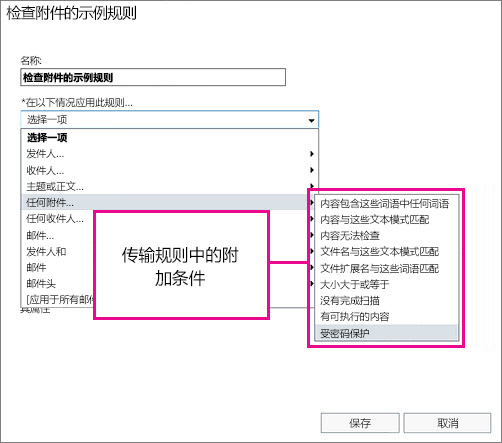 检查附件的示例规则
名称:
检查附件的示例规则
*在以下情况应用此规则...
选择一项
选择一项
发件人...
收件人...
主题或正文...
任何附件...
任何收件人...
邮件...
发件人和
邮件
邮件头
[应用于所有邮件
具属性
传输规则中的附
加条件
内容包含这些词语中任何词语
内容与这些文本模式匹配
内容无法检查
文件名与这些文本模式匹配
文件扩展名与这些词语匹配
大小大于或等于
没有完成扫描
有可执行的内容
受密码保护
保存
取消